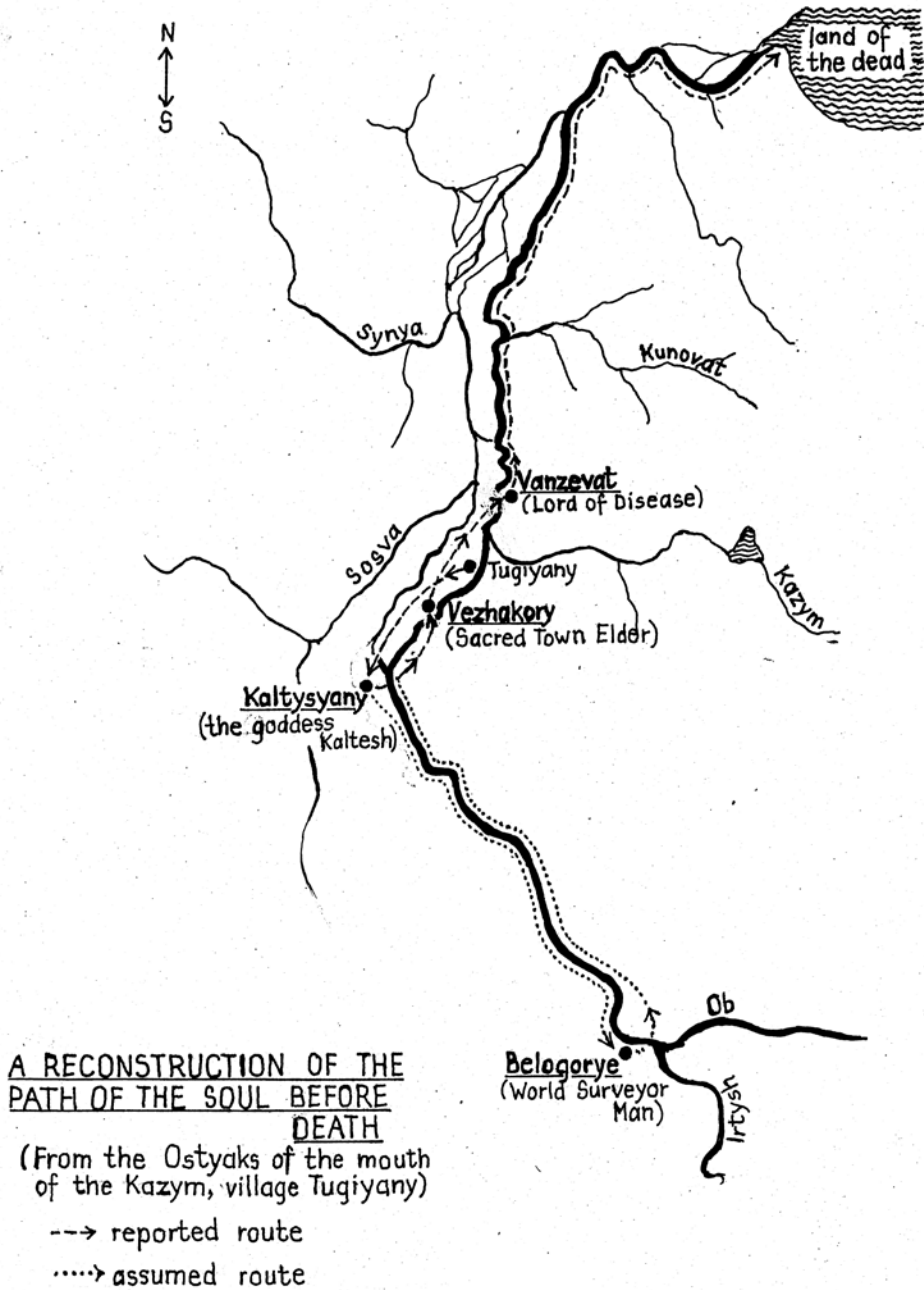 N
S
land of
the dead
Synya
Kunovat
Vanzevat
(Lord of Disease)
Sosva
Tugiyany
Kazym
Vezhakory
(Sacred Town Elder)
Kaltysyany
(the goddess
Kaltesh)
Ob
Belogorye
(World Surveyor
Man)
Irtysh
A RECONSTRUCTION OF THE
PATH OF THE SOUL BEFORE
DEATH
(From the Ostyaks of the mouth
of the Kazym, village Tugiyany)
reported route
assumed route